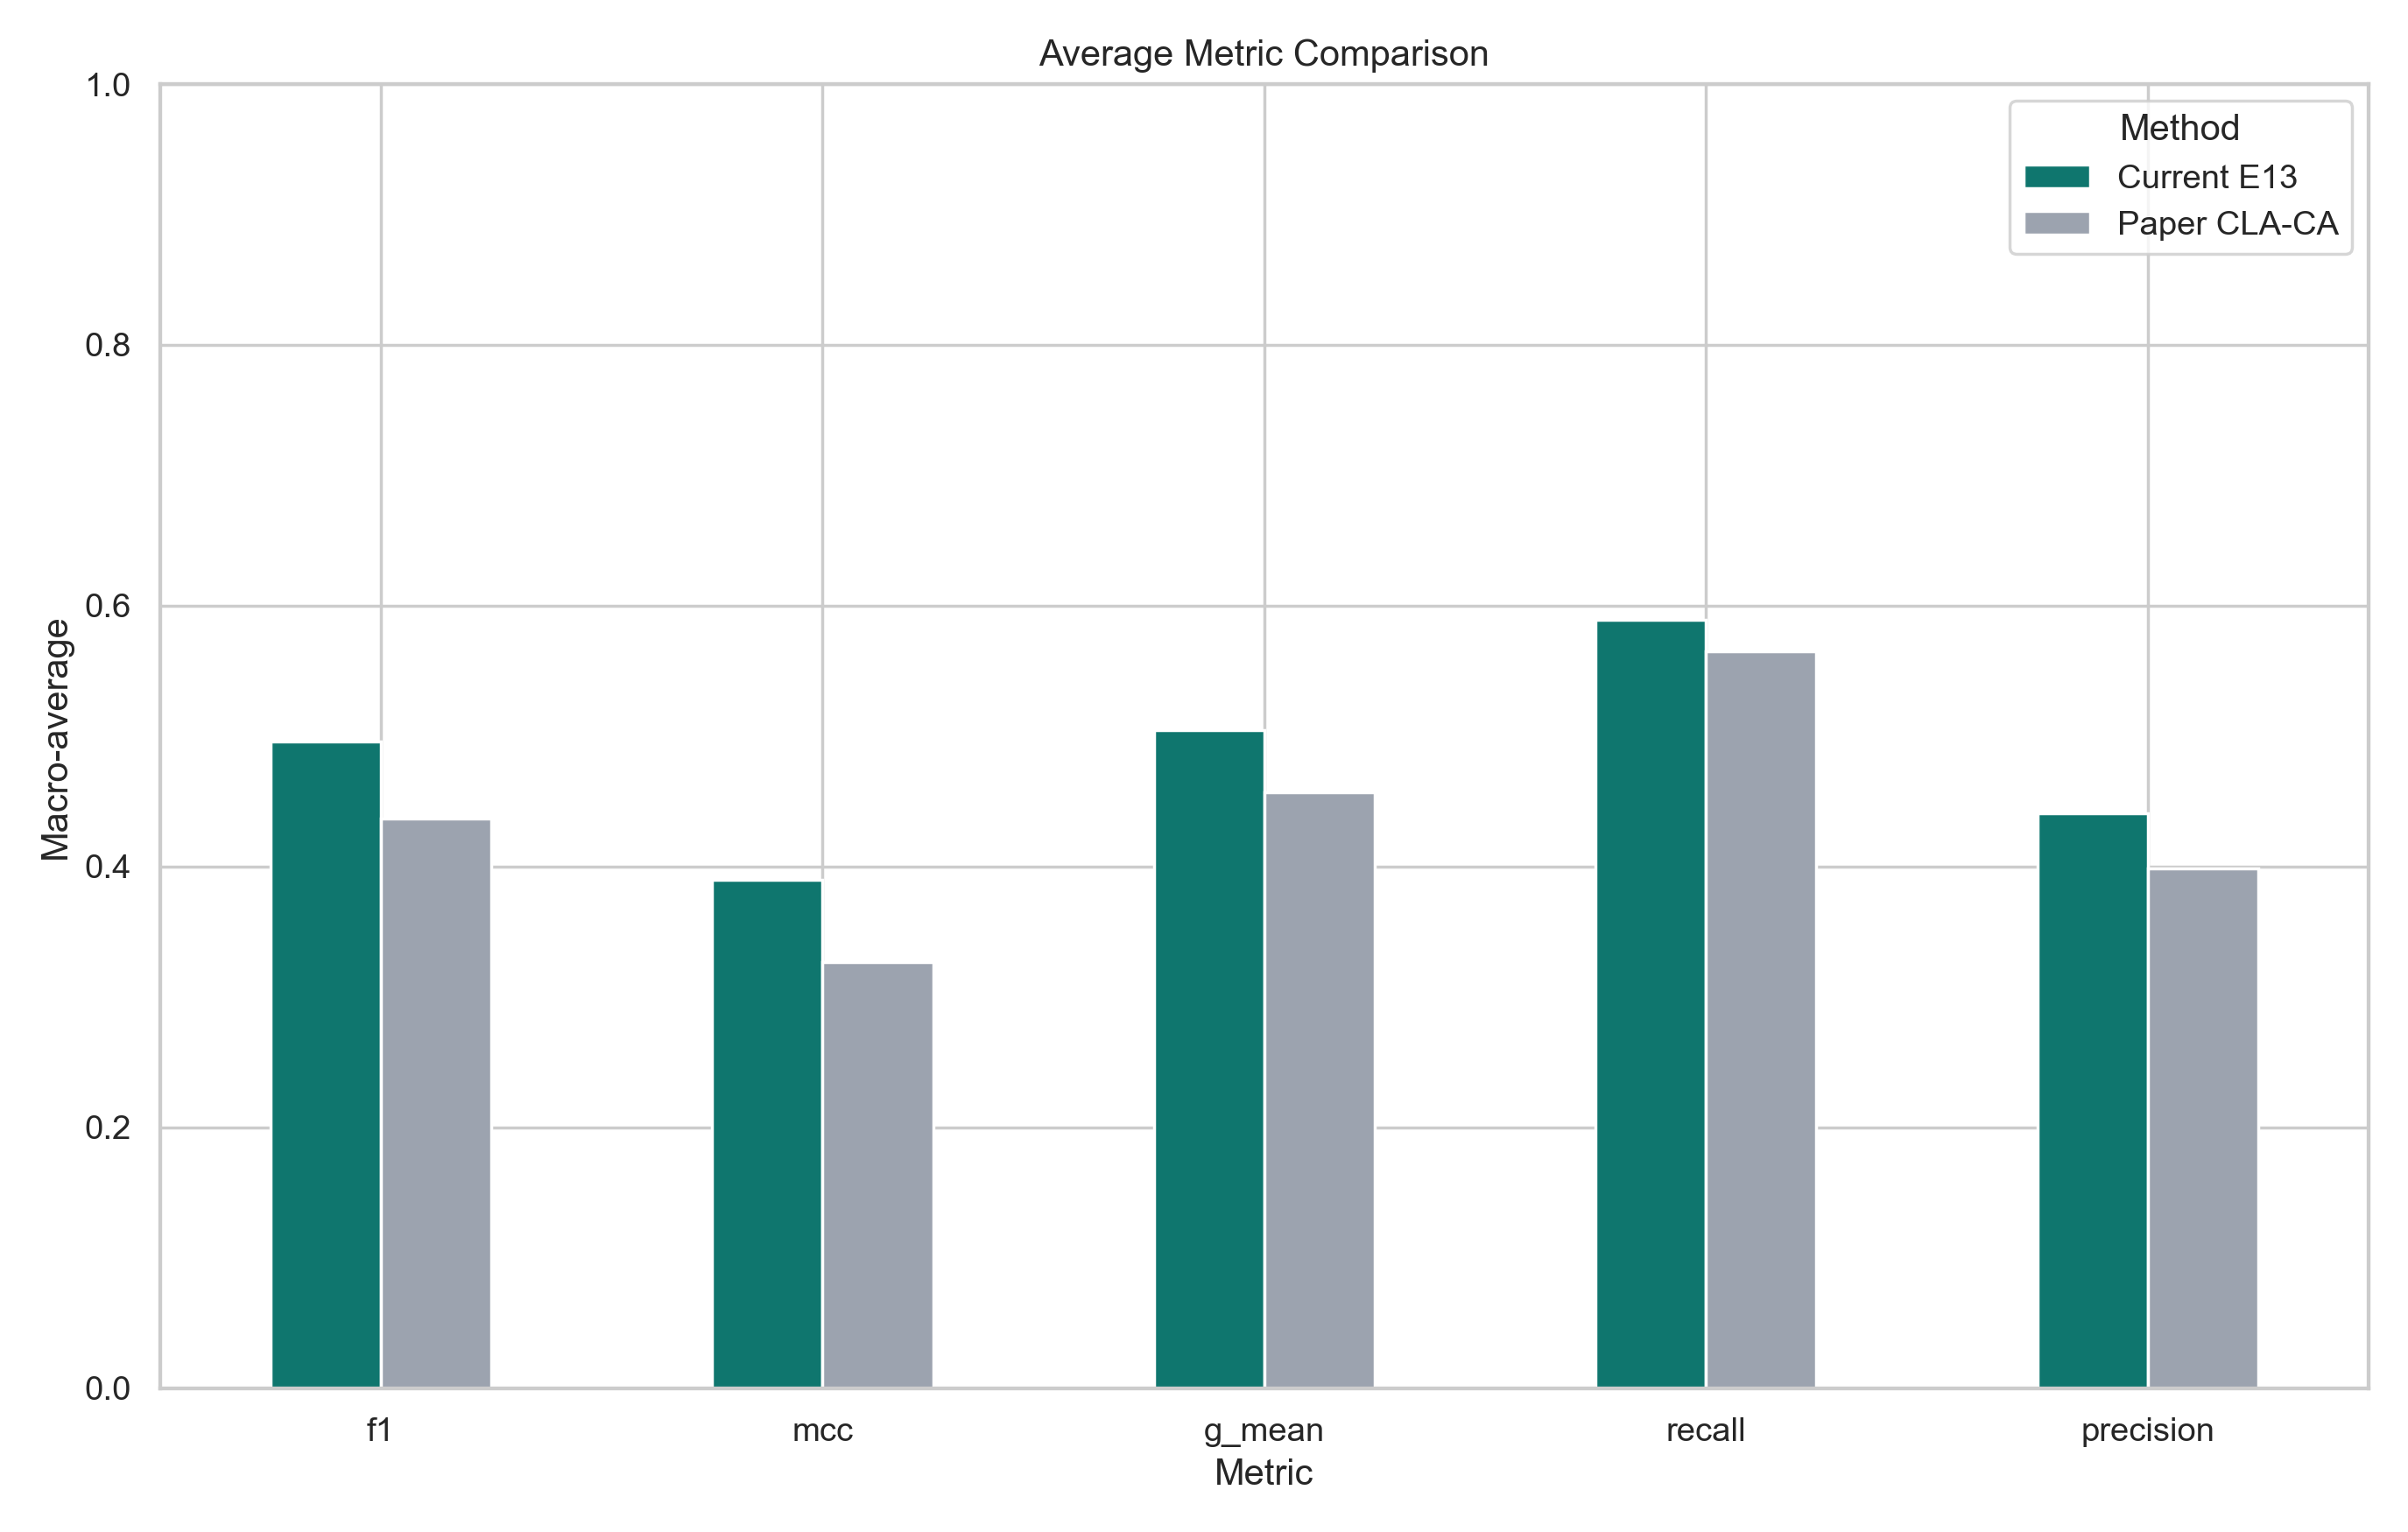 Average Metric Comparison
1.0
0.8
0.6
0.4
0.2
0.0
Macro-average
Method
Current E13
Paper CLA-CA
f1
mcc
g_mean
recall
precision
Metric